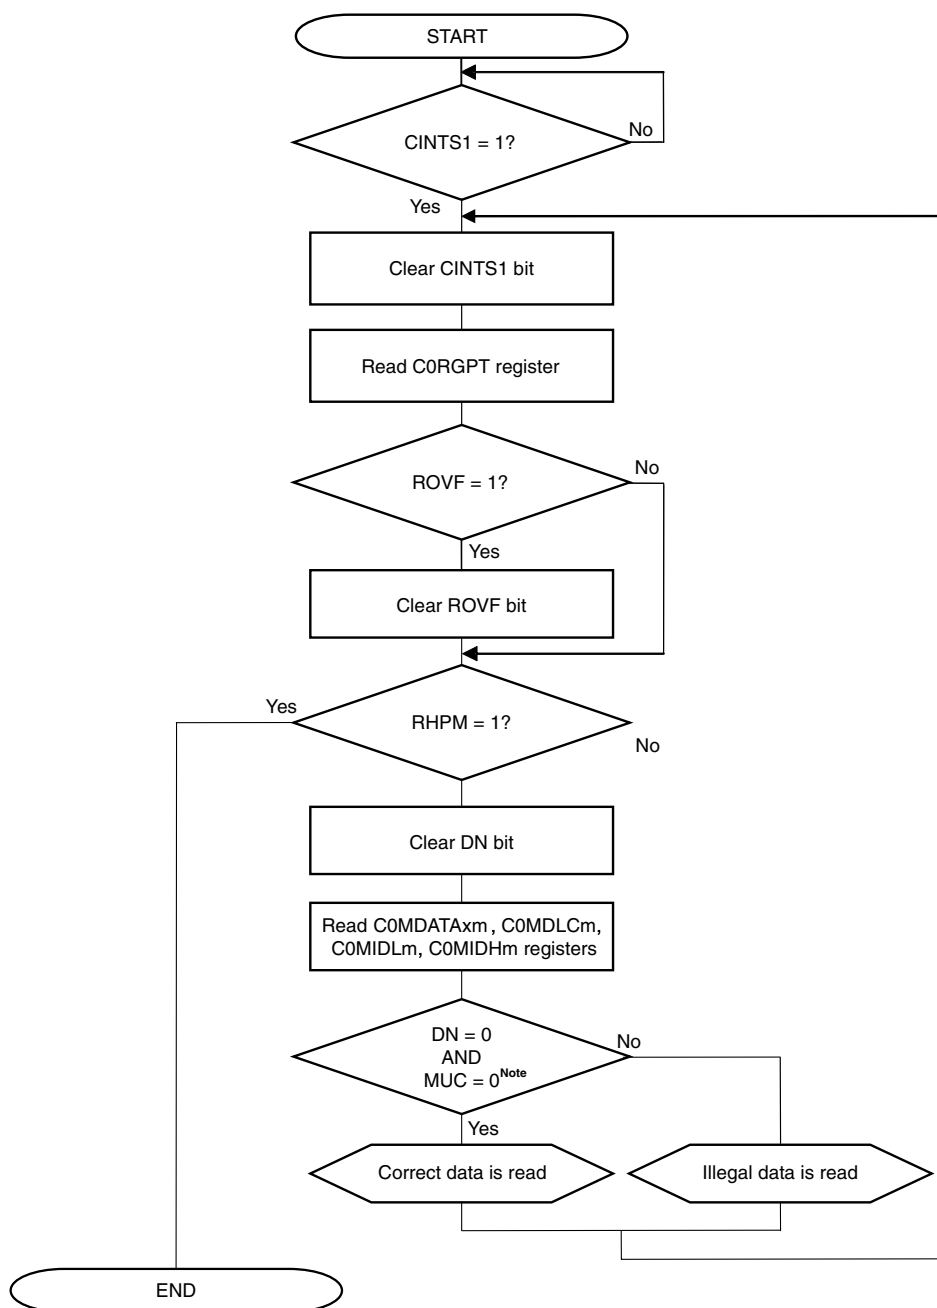 START
CINTS1 = 1?
No
Yes
Clear CINTS1 bit
Read C0RGPT register
ROVF = 1?
No
Yes
Clear ROVF bit
Yes
RHPM = 1?
No
Clear DN bit
Read C0MDATAxm , C0MDLCm,
C0MIDLm, C0MIDHm registers
DN = 0
AND
MUC = 0Note
No
Yes
Correct data is read
Illegal data is read
END